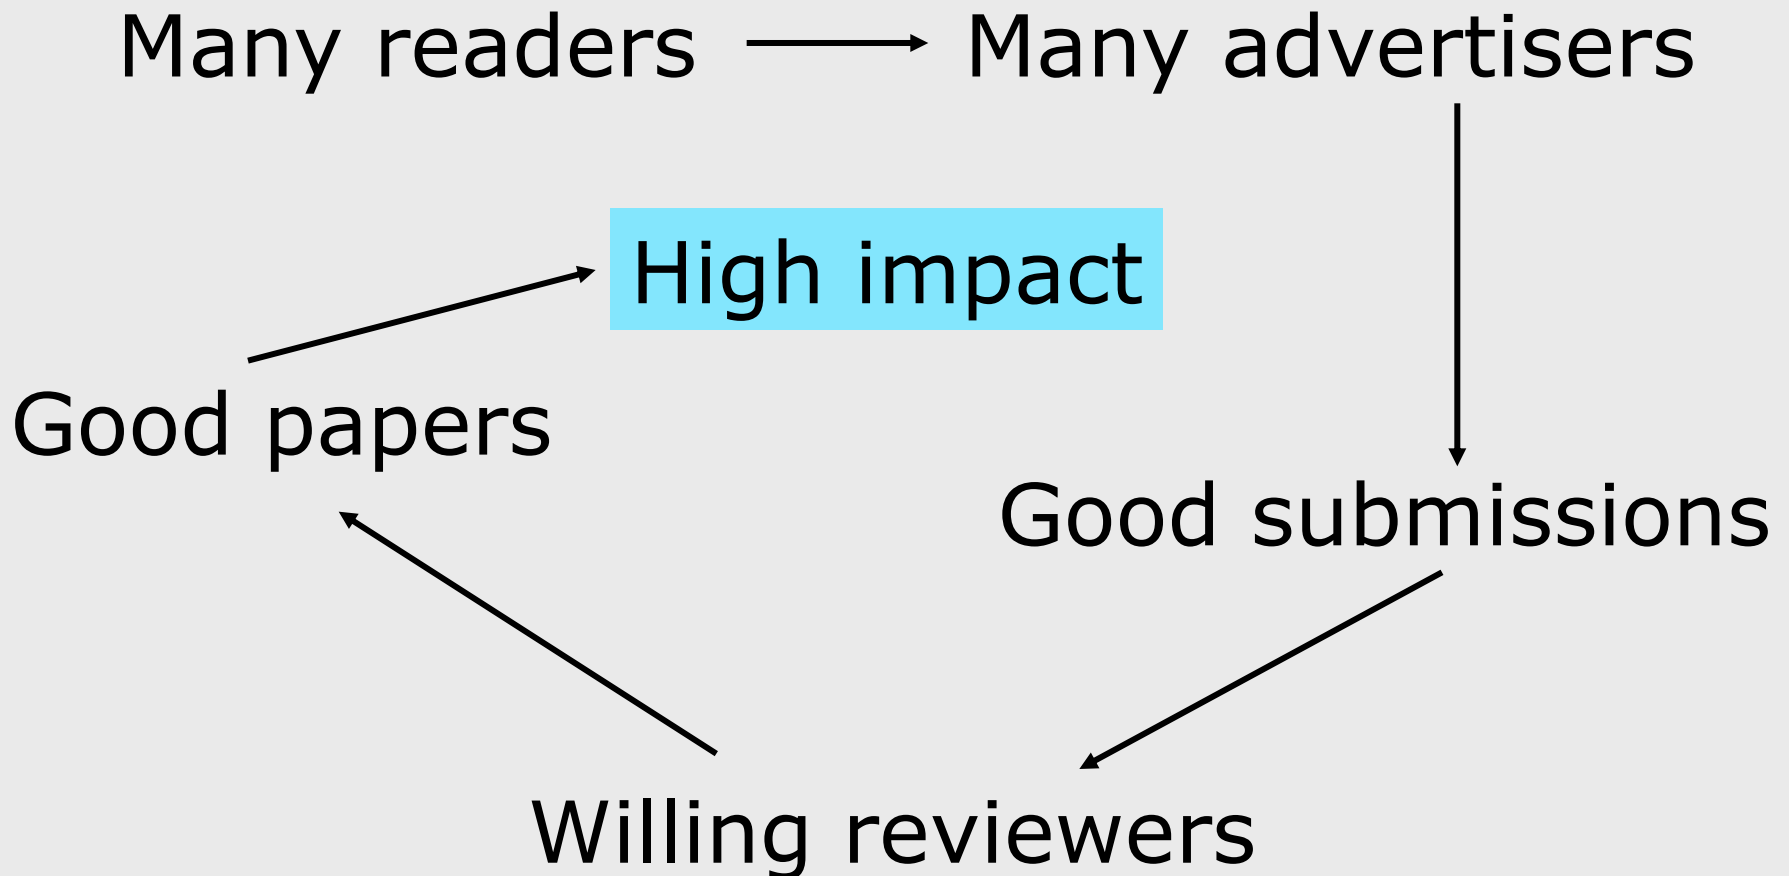 Many readers
Many advertisers
High impact
Good papers
Good submissions
Willing reviewers